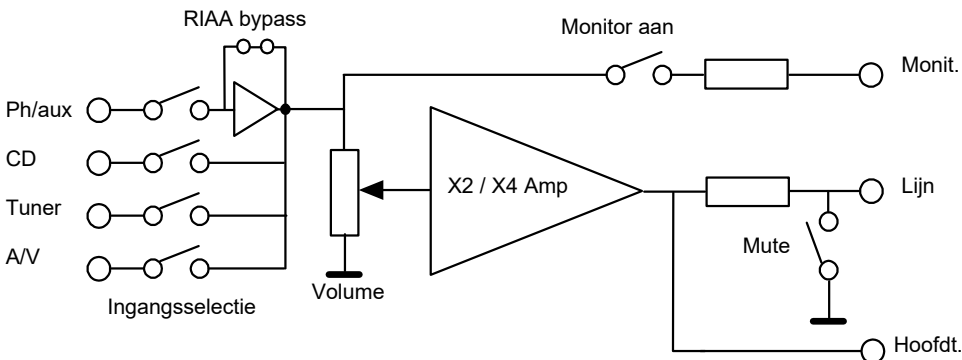 RIAA bypass
Monitor aan
Monit.
Ph/aux
CD
X2 / X4 Amp
Lijn
Tuner
Mute
A/V
Volume
Ingangsselectie
Hoofdt.